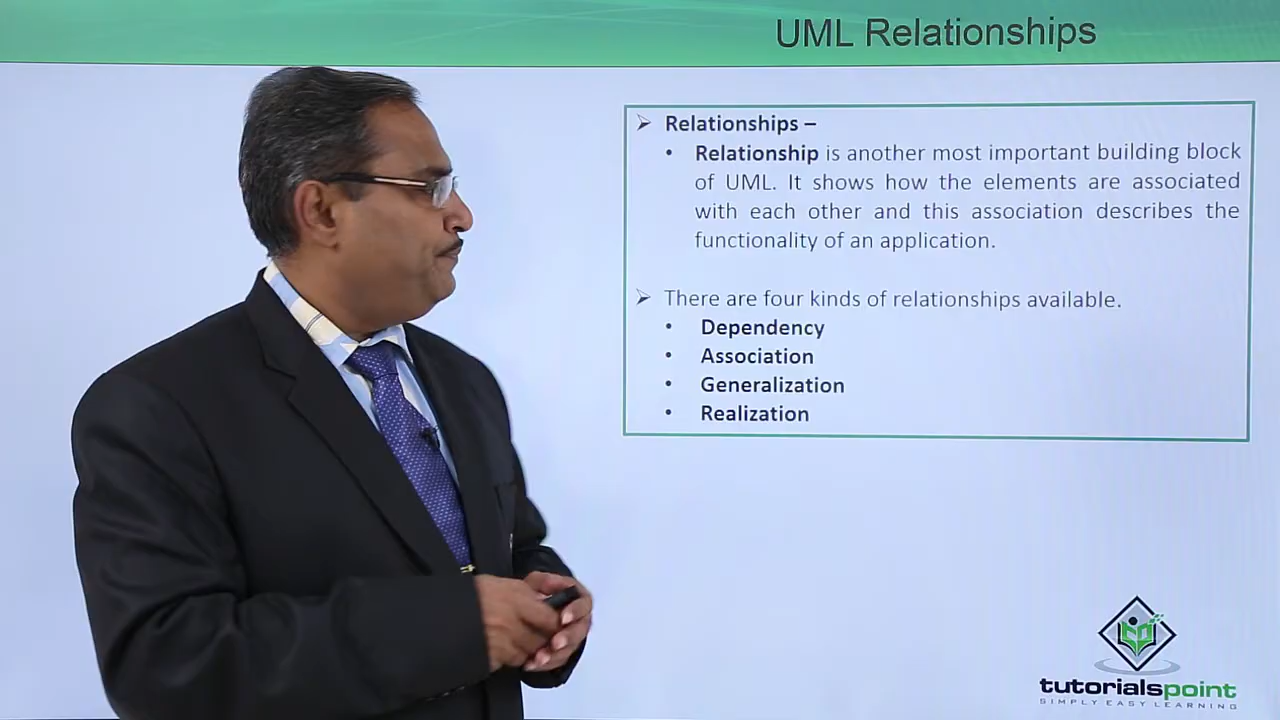 UML Relationships
➢ Relationships –
• Relationship is another most important building block
of UML. It shows how the elements are associated
with each other and this association describes the
functionality of an application.
➢ There are four kinds of relationships available.
• Dependency
• Association
• Generalization
• Realization
tutorialspoint
SIMPLY EASY LEARNING